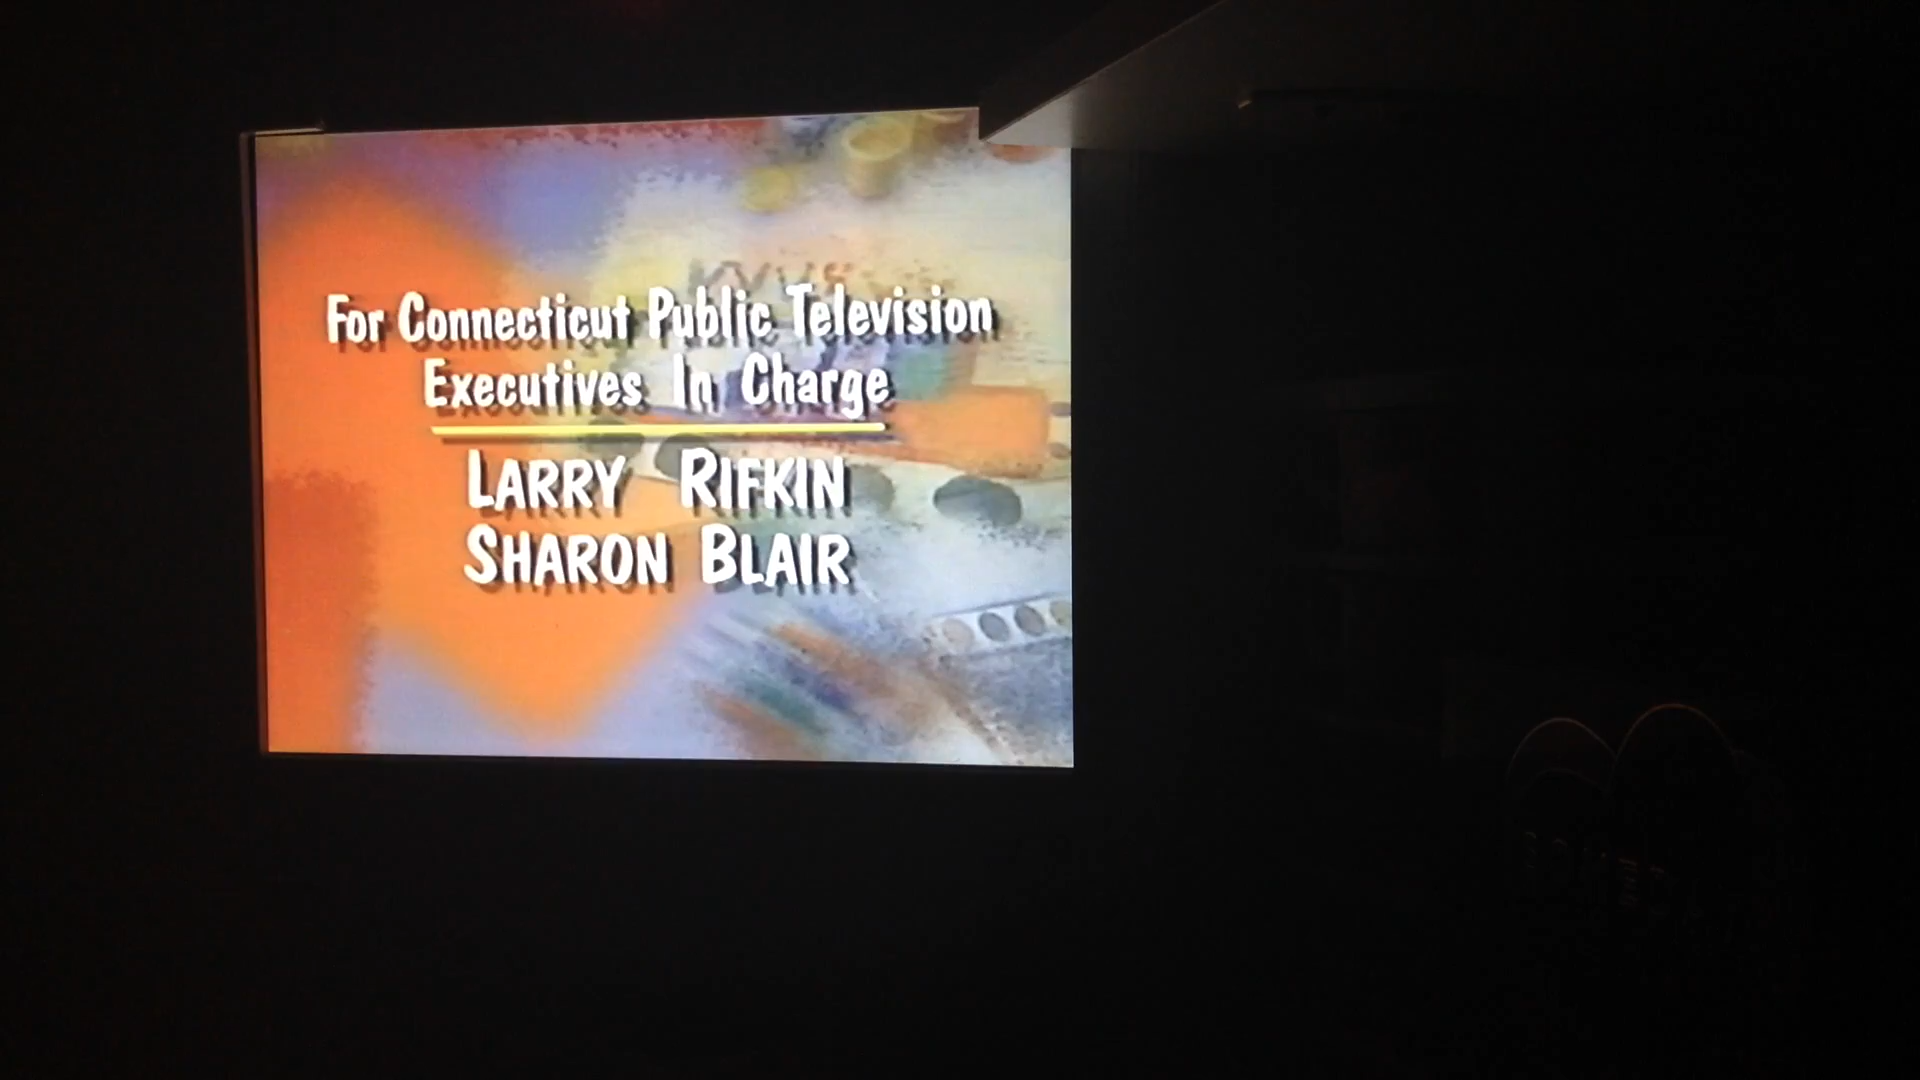 For Connecticut Public Television
Executives In Charge
LARRY RIFKIN
SHARON BLAIR